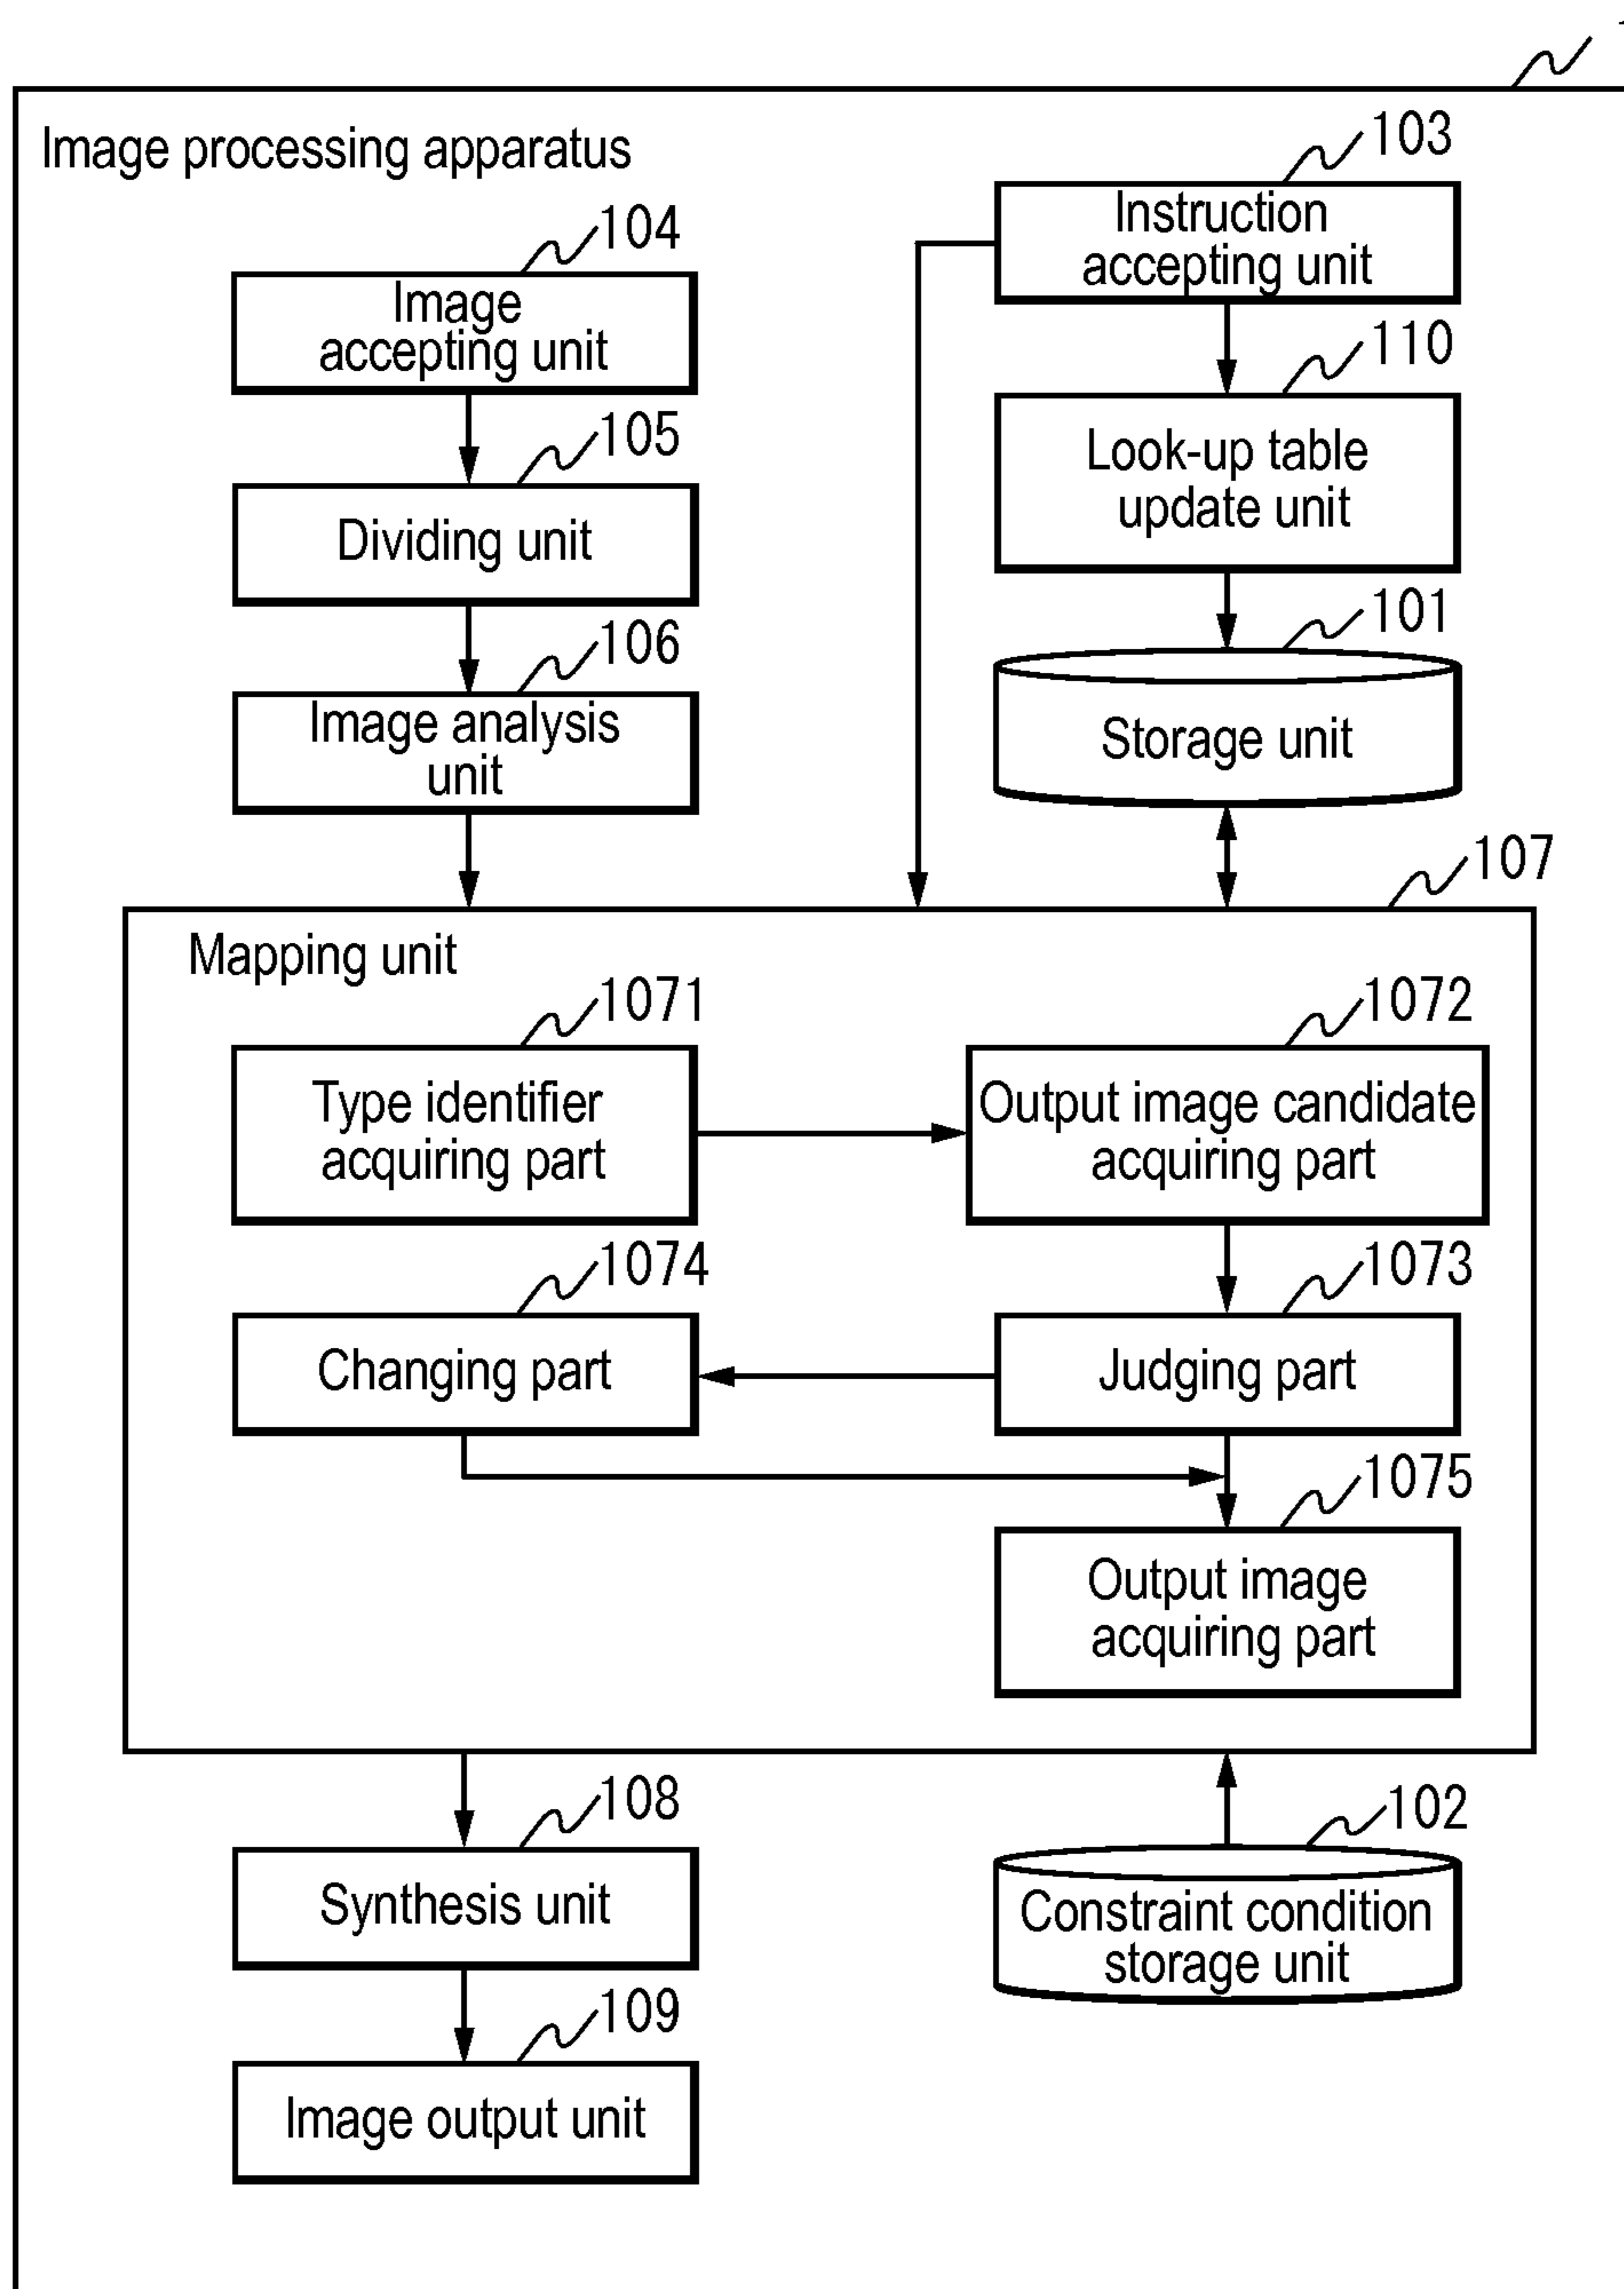 Image processing apparatus
103
Instruction
accepting unit
104
Image
accepting unit
110
Look-up table
update unit
105
Dividing unit
101
Storage unit
106
Image analysis
unit
107
Mapping unit
1071
Type identifier
acquiring part
1072
Output image candidate
acquiring part
1074
Changing part
1073
Judging part
1075
Output image
acquiring part
108
Synthesis unit
102
Constraint condition
storage unit
109
Image output unit